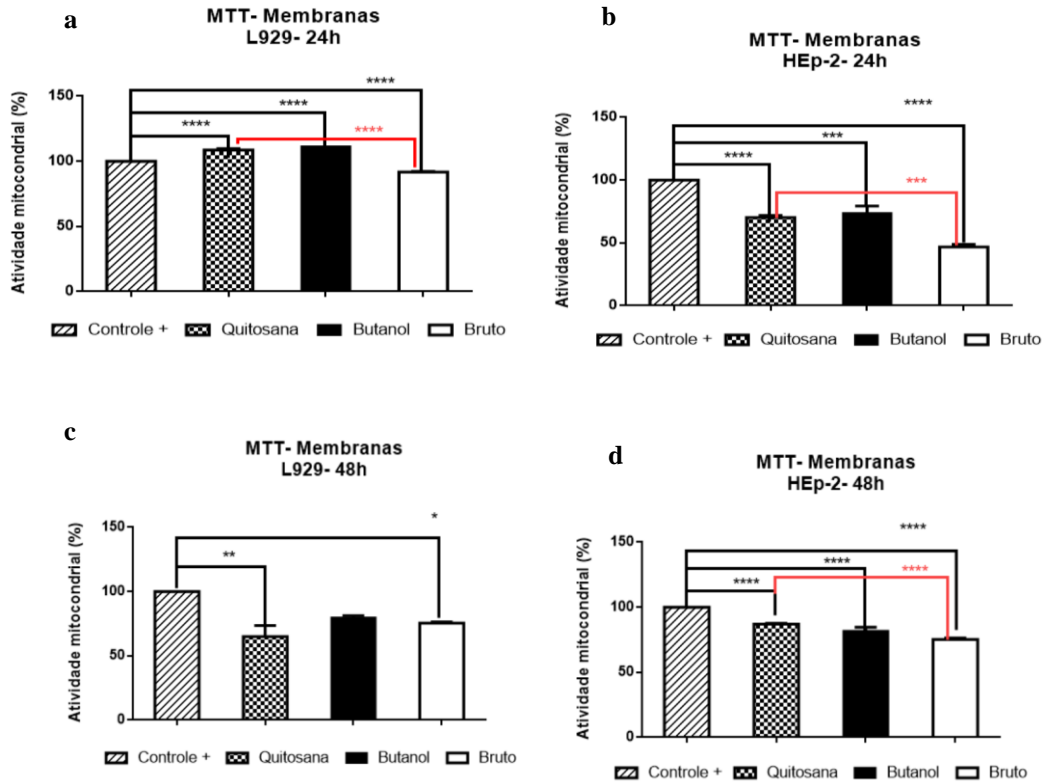 a
MTT- Membranas
L929- 24h
Atividade mitocondrial (%)
150
100
50
0
****
****
****
****
Controle +
Quitosana
Butanol
Bruto
b
MTT- Membranas
HEp-2- 24h
Atividade mitocondrial (%)
150
100
50
0
****
***
****
***
Controle +
Quitosana
Butanol
Bruto
c
MTT- Membranas
L929- 48h
Atividade mitocondrial (%)
150
100
50
0
*
**
Controle +
Quitosana
Butanol
Bruto
d
MTT- Membranas
HEp-2- 48h
Atividade mitocondrial (%)
150
100
50
0
****
****
****
****
Controle +
Quitosana
Butanol
Bruto